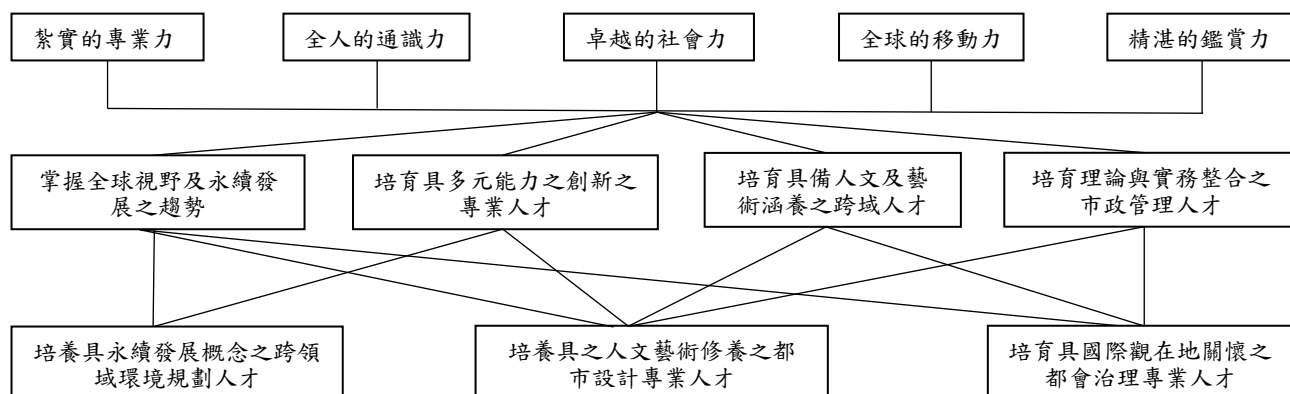 紮實的專業力
全人的通識力
卓越的社會力
全球的移動力
精湛的鑑賞力
掌握全球視野及永續發
展之趨勢
培育具多元能力之創新之
專業人才
培育具備人文及藝
術涵養之跨域人才
培育理論與實務整合之
市政管理人才
培養具永續發展概念之跨領
域環境規劃人才
培養具之人文藝術修養之都
市設計專業人才
培育具國際觀在地關懷之
都會治理專業人才